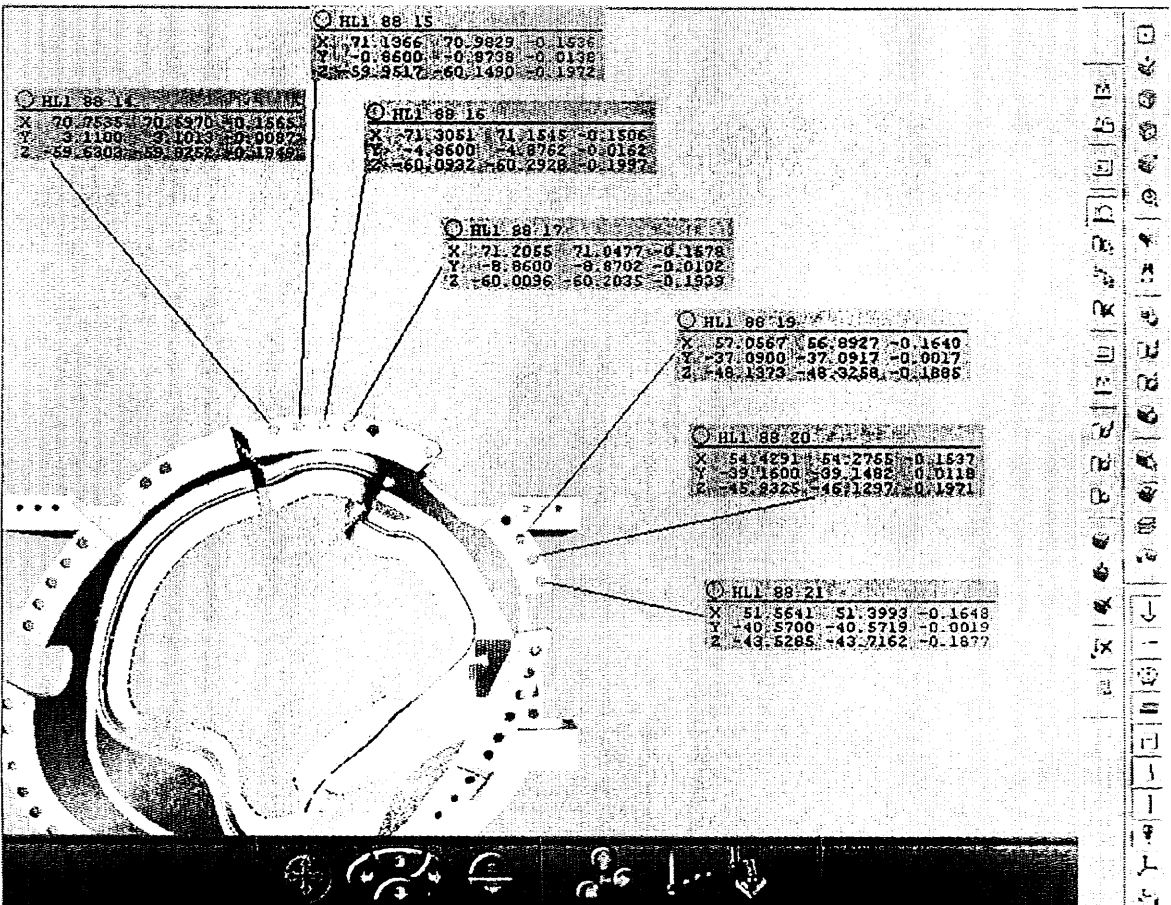 HL1 88 15
X 71.1366 70.9829 -0.1536
Y -0.8600 -0.8738 -0.0138
Z -59.9517 -60.1490 -0.1972
HL1 88 14
X 70.7535 70.5970 -0.1565
Y 3.1100 3.1013 -0.0087
Z -59.6303 -59.8252 -0.1949
HL1 88 16
X 71.3051 71.1545 -0.1506
Y -4.8600 -4.8762 -0.0162
Z -60.0932 -60.2928 -0.1997
HL1 88 17
X 71.2055 71.0477 -0.1578
Y -8.8600 -8.8702 -0.0102
Z -60.0096 -60.2035 -0.1939
HL1 88 19
X 57.0567 56.8927 -0.1640
Y -37.0900 -37.0917 -0.0017
Z -48.1373 -48.3258 -0.1885
HL1 88 20
X 54.4291 54.2755 -0.1537
Y -39.1600 -39.1482 0.0118
Z -45.9325 -46.1297 -0.1971
HL1 88 21
X 51.5641 51.3993 -0.1648
Y -40.5700 -40.5719 -0.0019
Z -43.5285 -43.7162 -0.1877